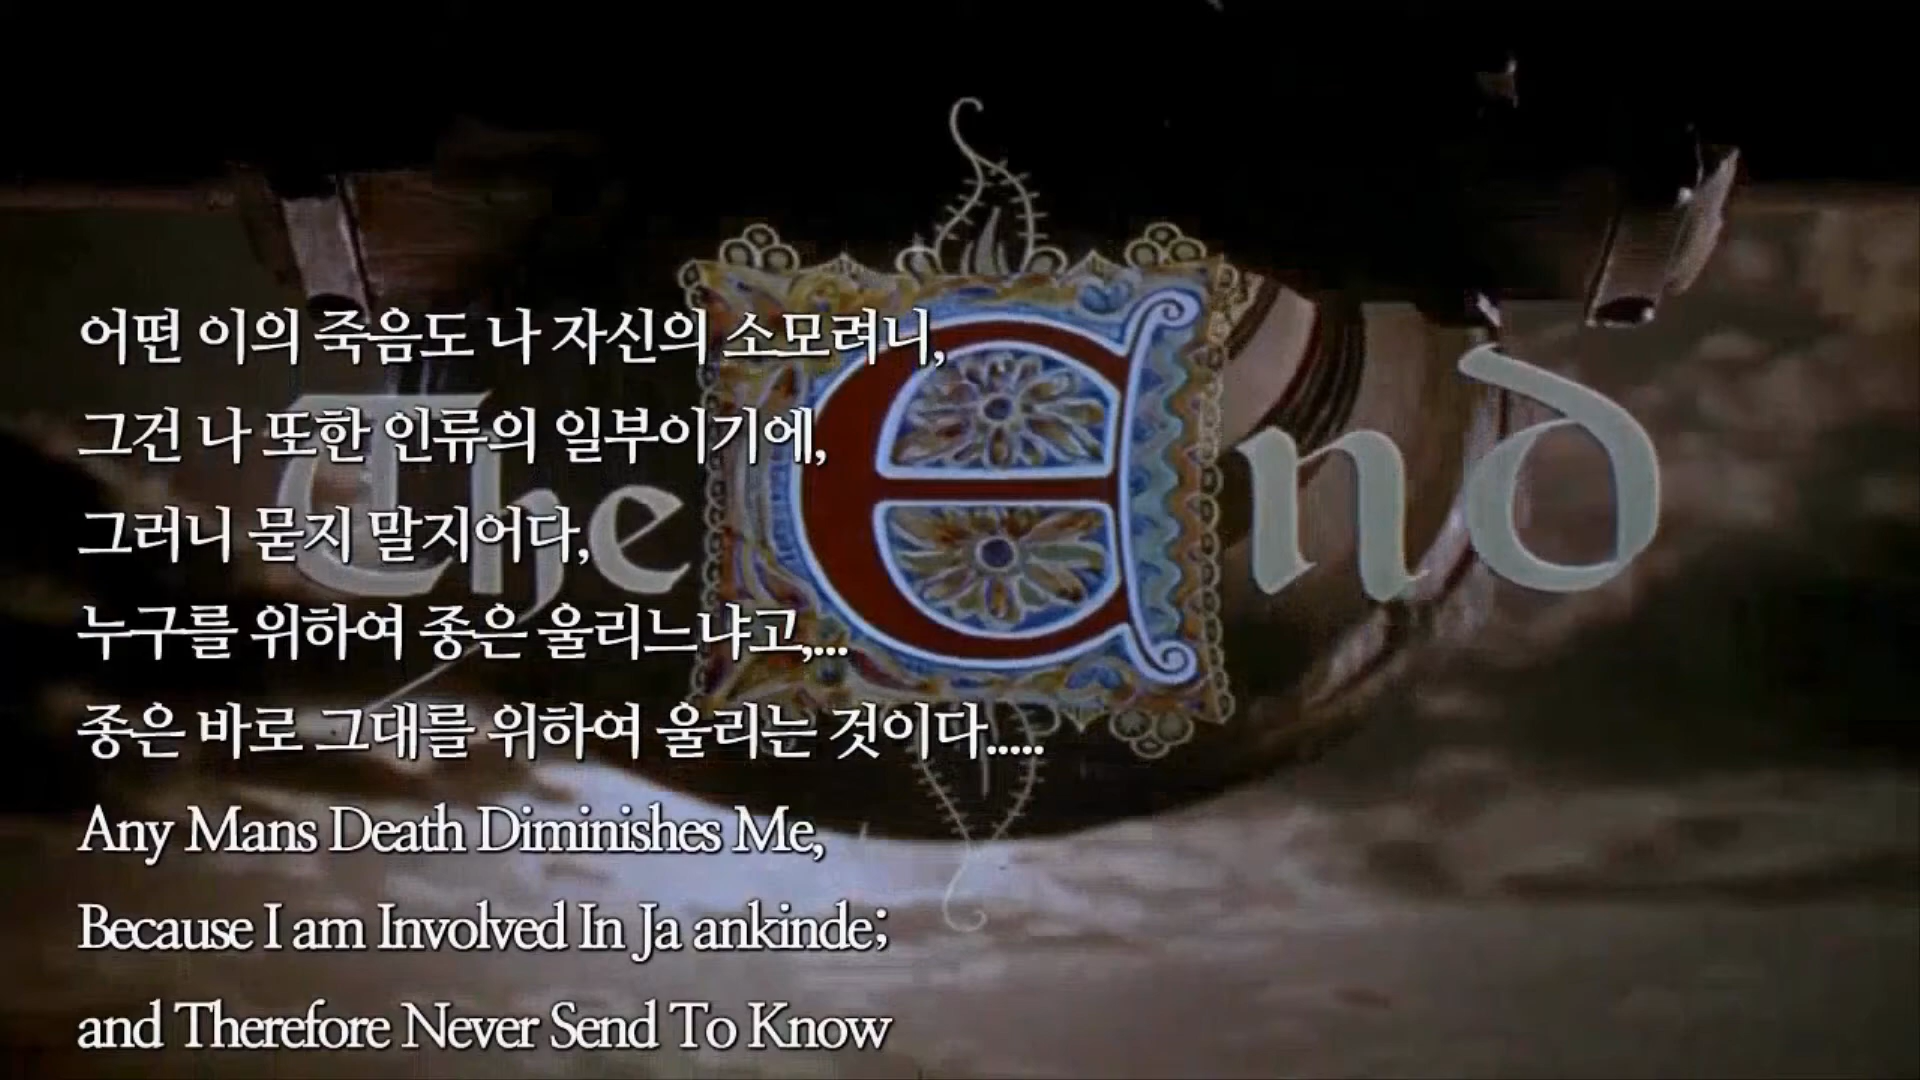 The End
어떤 이의 죽음도 나 자신의 소모려니,
그건 나 또한 인류의 일부이기에,
그러니 묻지 말지어다,
누구를 위하여 종은 울리느냐고,...
종은 바로 그대를 위하여 울리는 것이다.....
Any Mans Death Diminishes Me,
Because I am Involved In Ja ankinde;
and Therefore Never Send To Know